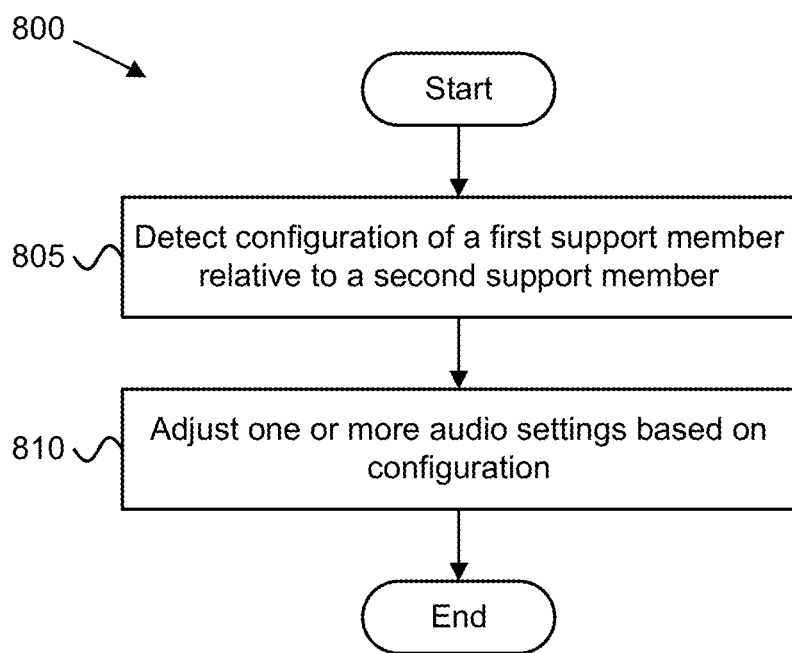 800
Start
805
Detect configuration of a first support member
relative to a second support member
810
Adjust one or more audio settings based on
configuration
End